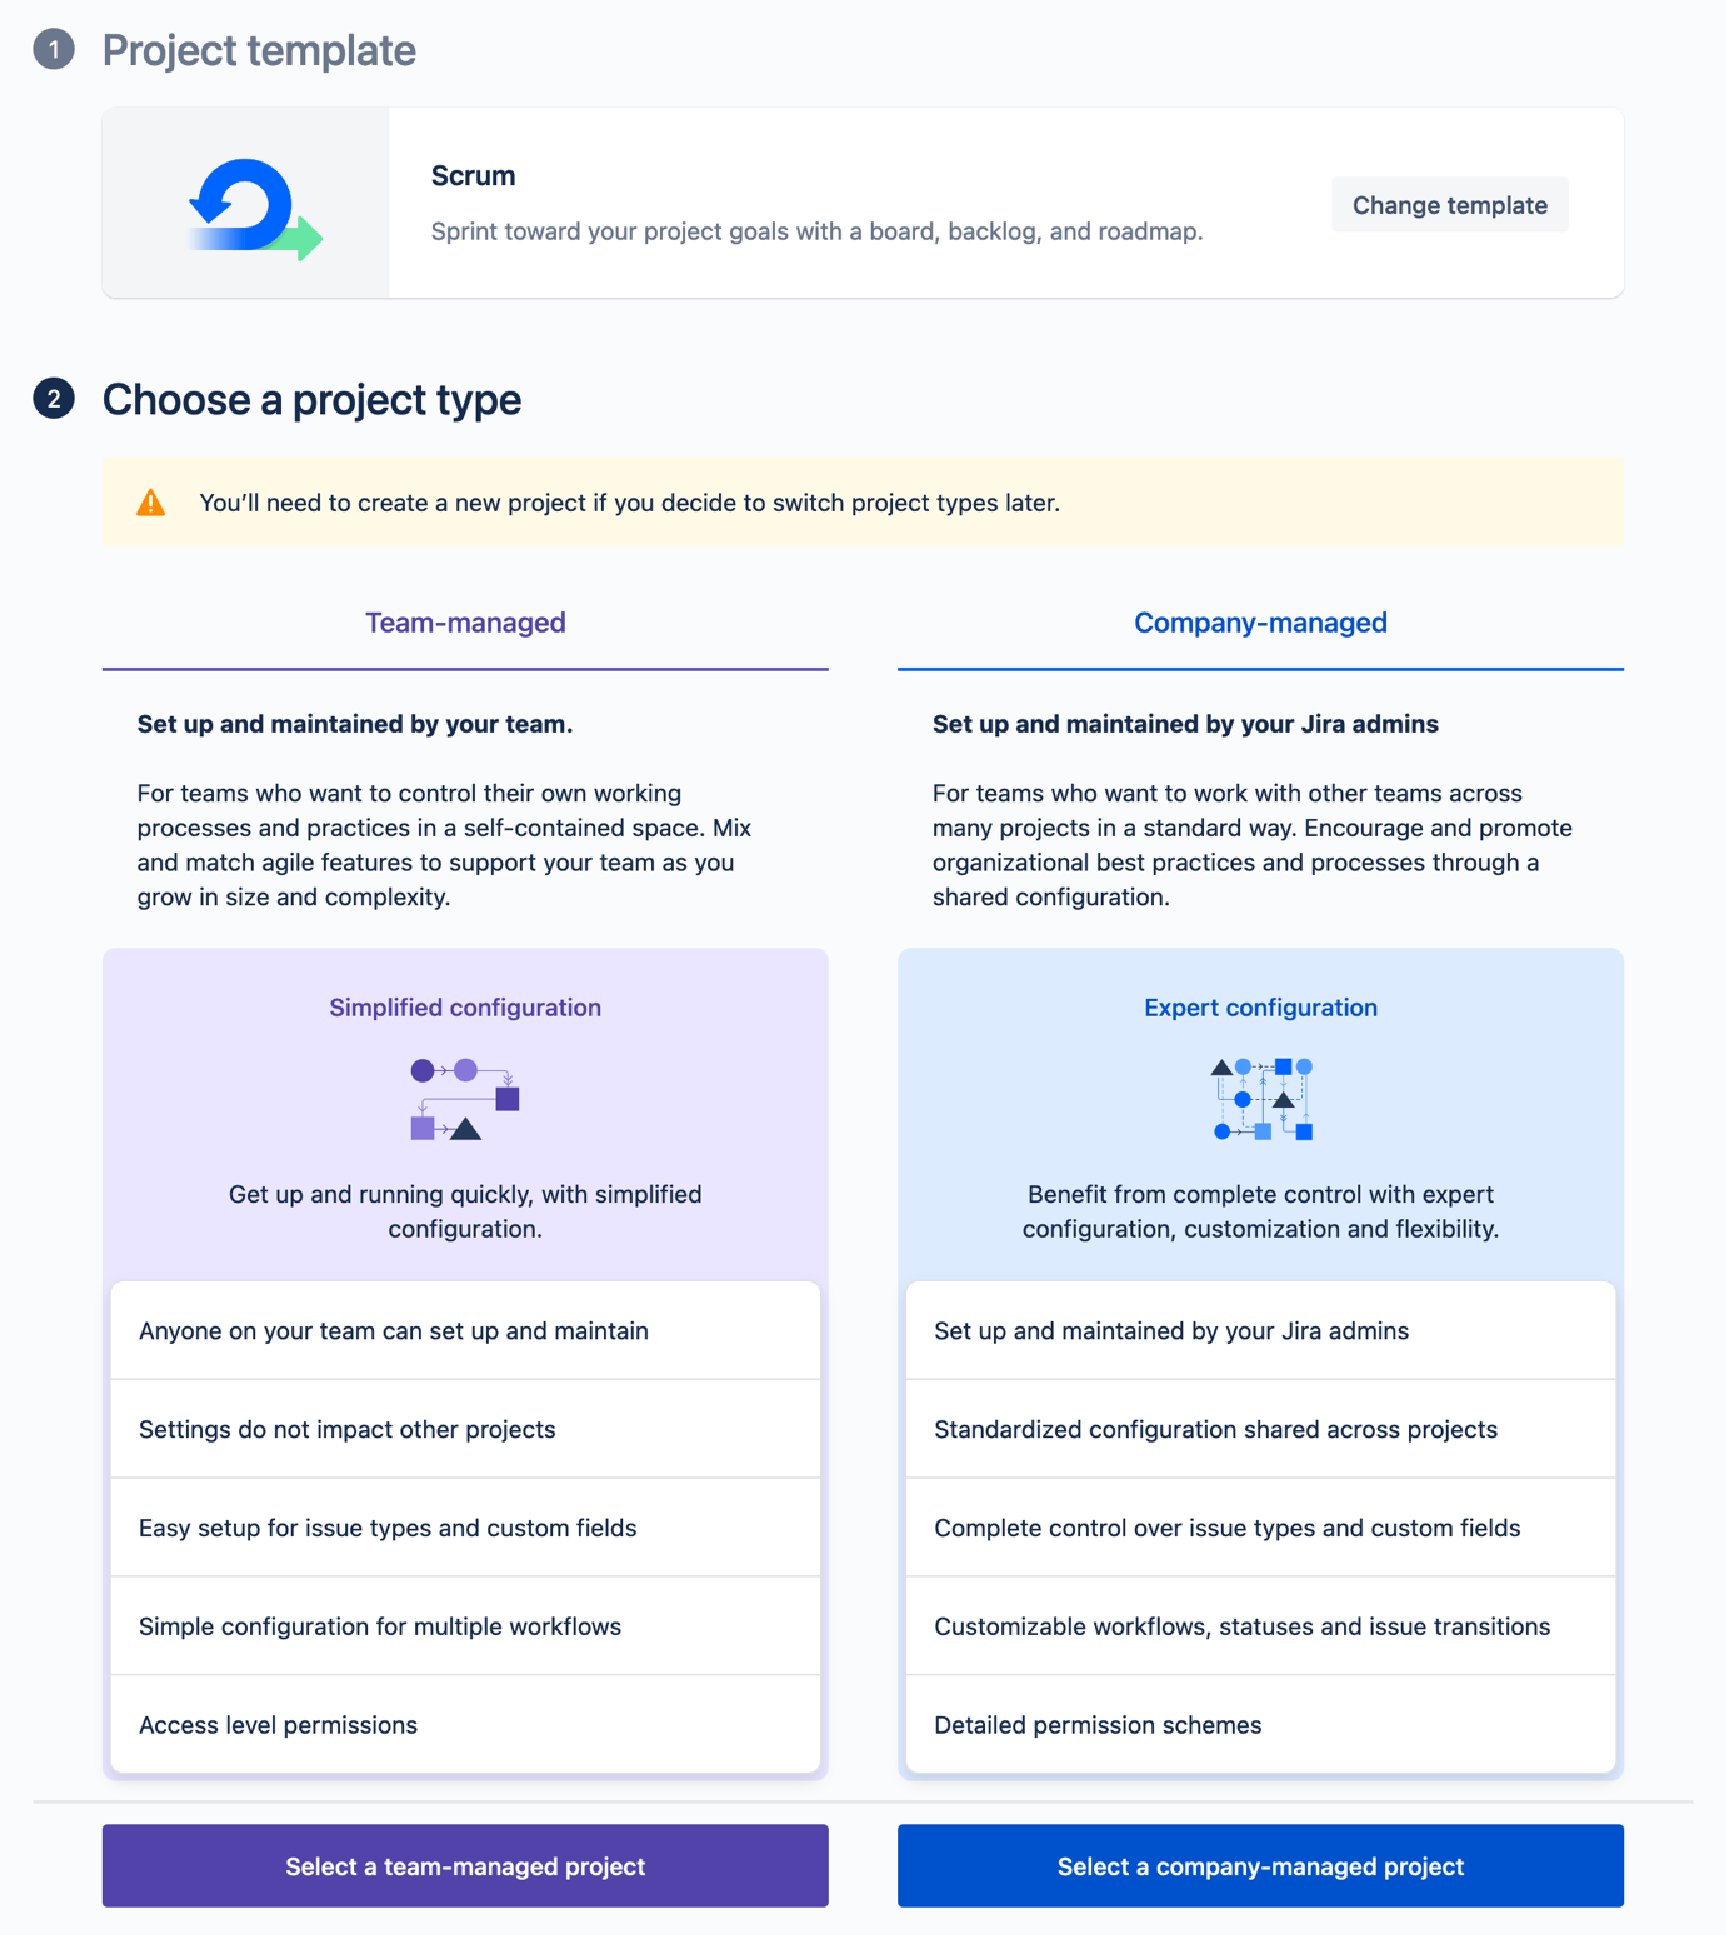 1
Project template
Scrum
Sprint toward your project goals with a board, backlog, and roadmap.
Change template
2
Choose a project type
You’ll need to create a new project if you decide to switch project types later.
Team-managed
Set up and maintained by your team.
For teams who want to control their own working
processes and practices in a self-contained space. Mix
and match agile features to support your team as you
grow in size and complexity.
Simplified configuration
Get up and running quickly, with simplified
configuration.
Anyone on your team can set up and maintain
Settings do not impact other projects
Easy setup for issue types and custom fields
Simple configuration for multiple workflows
Access level permissions
Select a team-managed project
Company-managed
Set up and maintained by your Jira admins
For teams who want to work with other teams across
many projects in a standard way. Encourage and promote
organizational best practices and processes through a
shared configuration.
Expert configuration
Benefit from complete control with expert
configuration, customization and flexibility.
Set up and maintained by your Jira admins
Standardized configuration shared across projects
Complete control over issue types and custom fields
Customizable workflows, statuses and issue transitions
Detailed permission schemes
Select a company-managed project